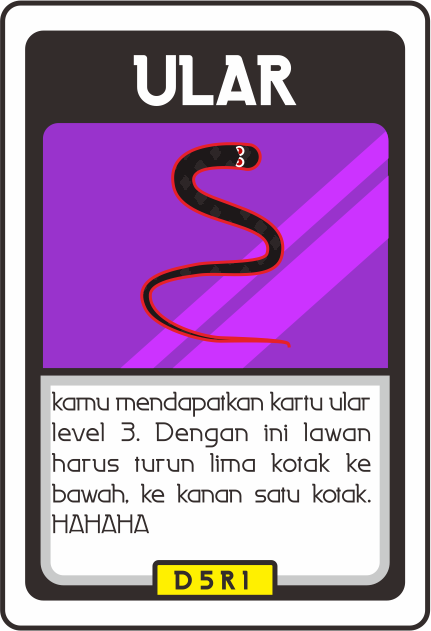 ULAR
kamu mendapatkan kartu ular
level 3. Dengan ini lawan
harus turun lima kotak ke
bawah, ke kanan satu kotak.
HAHAHA
D5R1